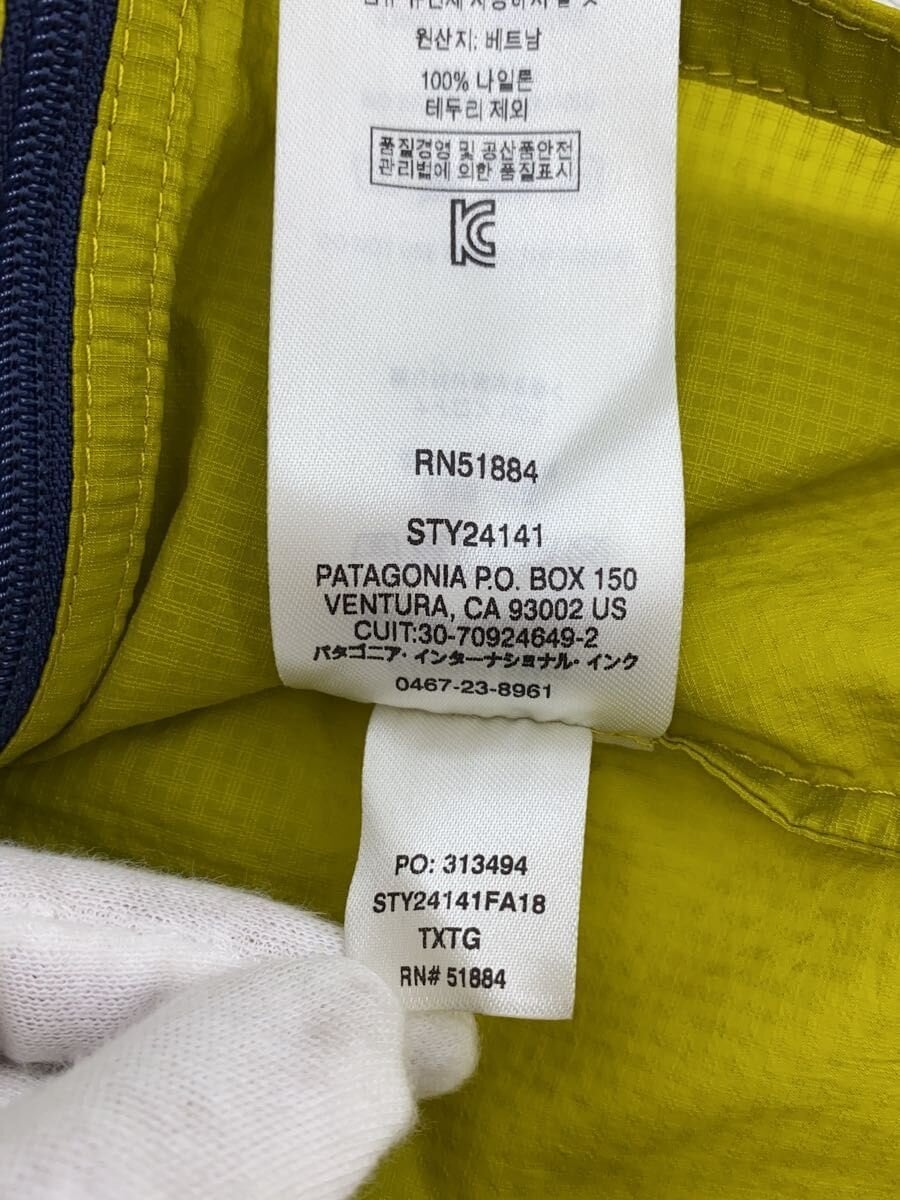 원산지: 베트남
100% 나일론
테두리 제외
품질경영 및 공산품안전
관리법에 의한 품질표시
RN51884
STY24141
PATAGONIA P.O. BOX 150
VENTURA, CA 93002 US
CUIT:30-70924649-2
パタゴニア・インターナショナル・インク
0467-23-8961
PO: 313494
STY24141FA18
TXTG
RN# 51884